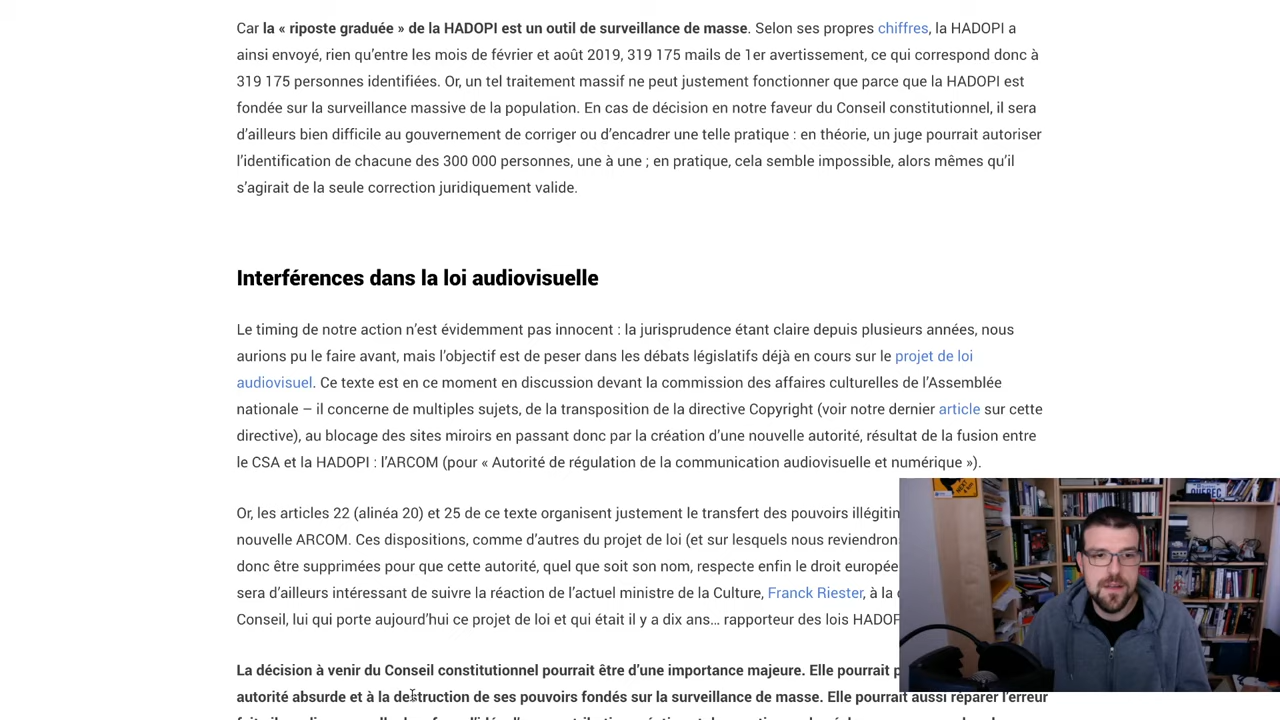 Car la « riposte graduée » de la HADOPI est un outil de surveillance de masse. Selon ses propres chiffres, la HADOPI a
ainsi envoyé, rien qu’entre les mois de février et août 2019, 319 175 mails de 1er avertissement, ce qui correspond donc à
319 175 personnes identifiées. Or, un tel traitement massif ne peut justement fonctionner que parce que la HADOPI est
fondée sur la surveillance massive de la population. En cas de décision en notre faveur du Conseil constitutionnel, il sera
d’ailleurs bien difficile au gouvernement de corriger ou d’encadrer une telle pratique : en théorie, un juge pourrait autoriser
l’identification de chacune des 300 000 personnes, une à une ; en pratique, cela semble impossible, alors mêmes qu’il
s’agirait de la seule correction juridiquement valide.
Interférences dans la loi audiovisuelle
Le timing de notre action n’est évidemment pas innocent : la jurisprudence étant claire depuis plusieurs années, nous
aurions pu le faire avant, mais l’objectif est de peser dans les débats législatifs déjà en cours sur le projet de loi
audiovisuel. Ce texte est en ce moment en discussion devant la commission des affaires culturelles de l’Assemblée
nationale – il concerne de multiples sujets, de la transposition de la directive Copyright (voir notre dernier article sur cette
directive), au blocage des sites miroirs en passant donc par la création d’une nouvelle autorité, résultat de la fusion entre
le CSA et la HADOPI : l’ARCOM (pour « Autorité de régulation de la communication audiovisuelle et numérique »).
Or, les articles 22 (alinéa 20) et 25 de ce texte organisent justement le transfert des pouvoirs illégitim
nouvelle ARCOM. Ces dispositions, comme d’autres du projet de loi (et sur lesquels nous reviendrons
donc être supprimées pour que cette autorité, quel que soit son nom, respecte enfin le droit europée
sera d’ailleurs intéressant de suivre la réaction de l’actuel ministre de la Culture, Franck Riester, à la
Conseil, lui qui porte aujourd’hui ce projet de loi et qui était il y a dix ans… rapporteur des lois HADOP
La décision à venir du Conseil constitutionnel pourrait être d’une importance majeure. Elle pourrait
autorité absurde et à la destruction de ses pouvoirs fondés sur la surveillance de masse. Elle pourrait aussi réparer l’erreur
QUÉBEC